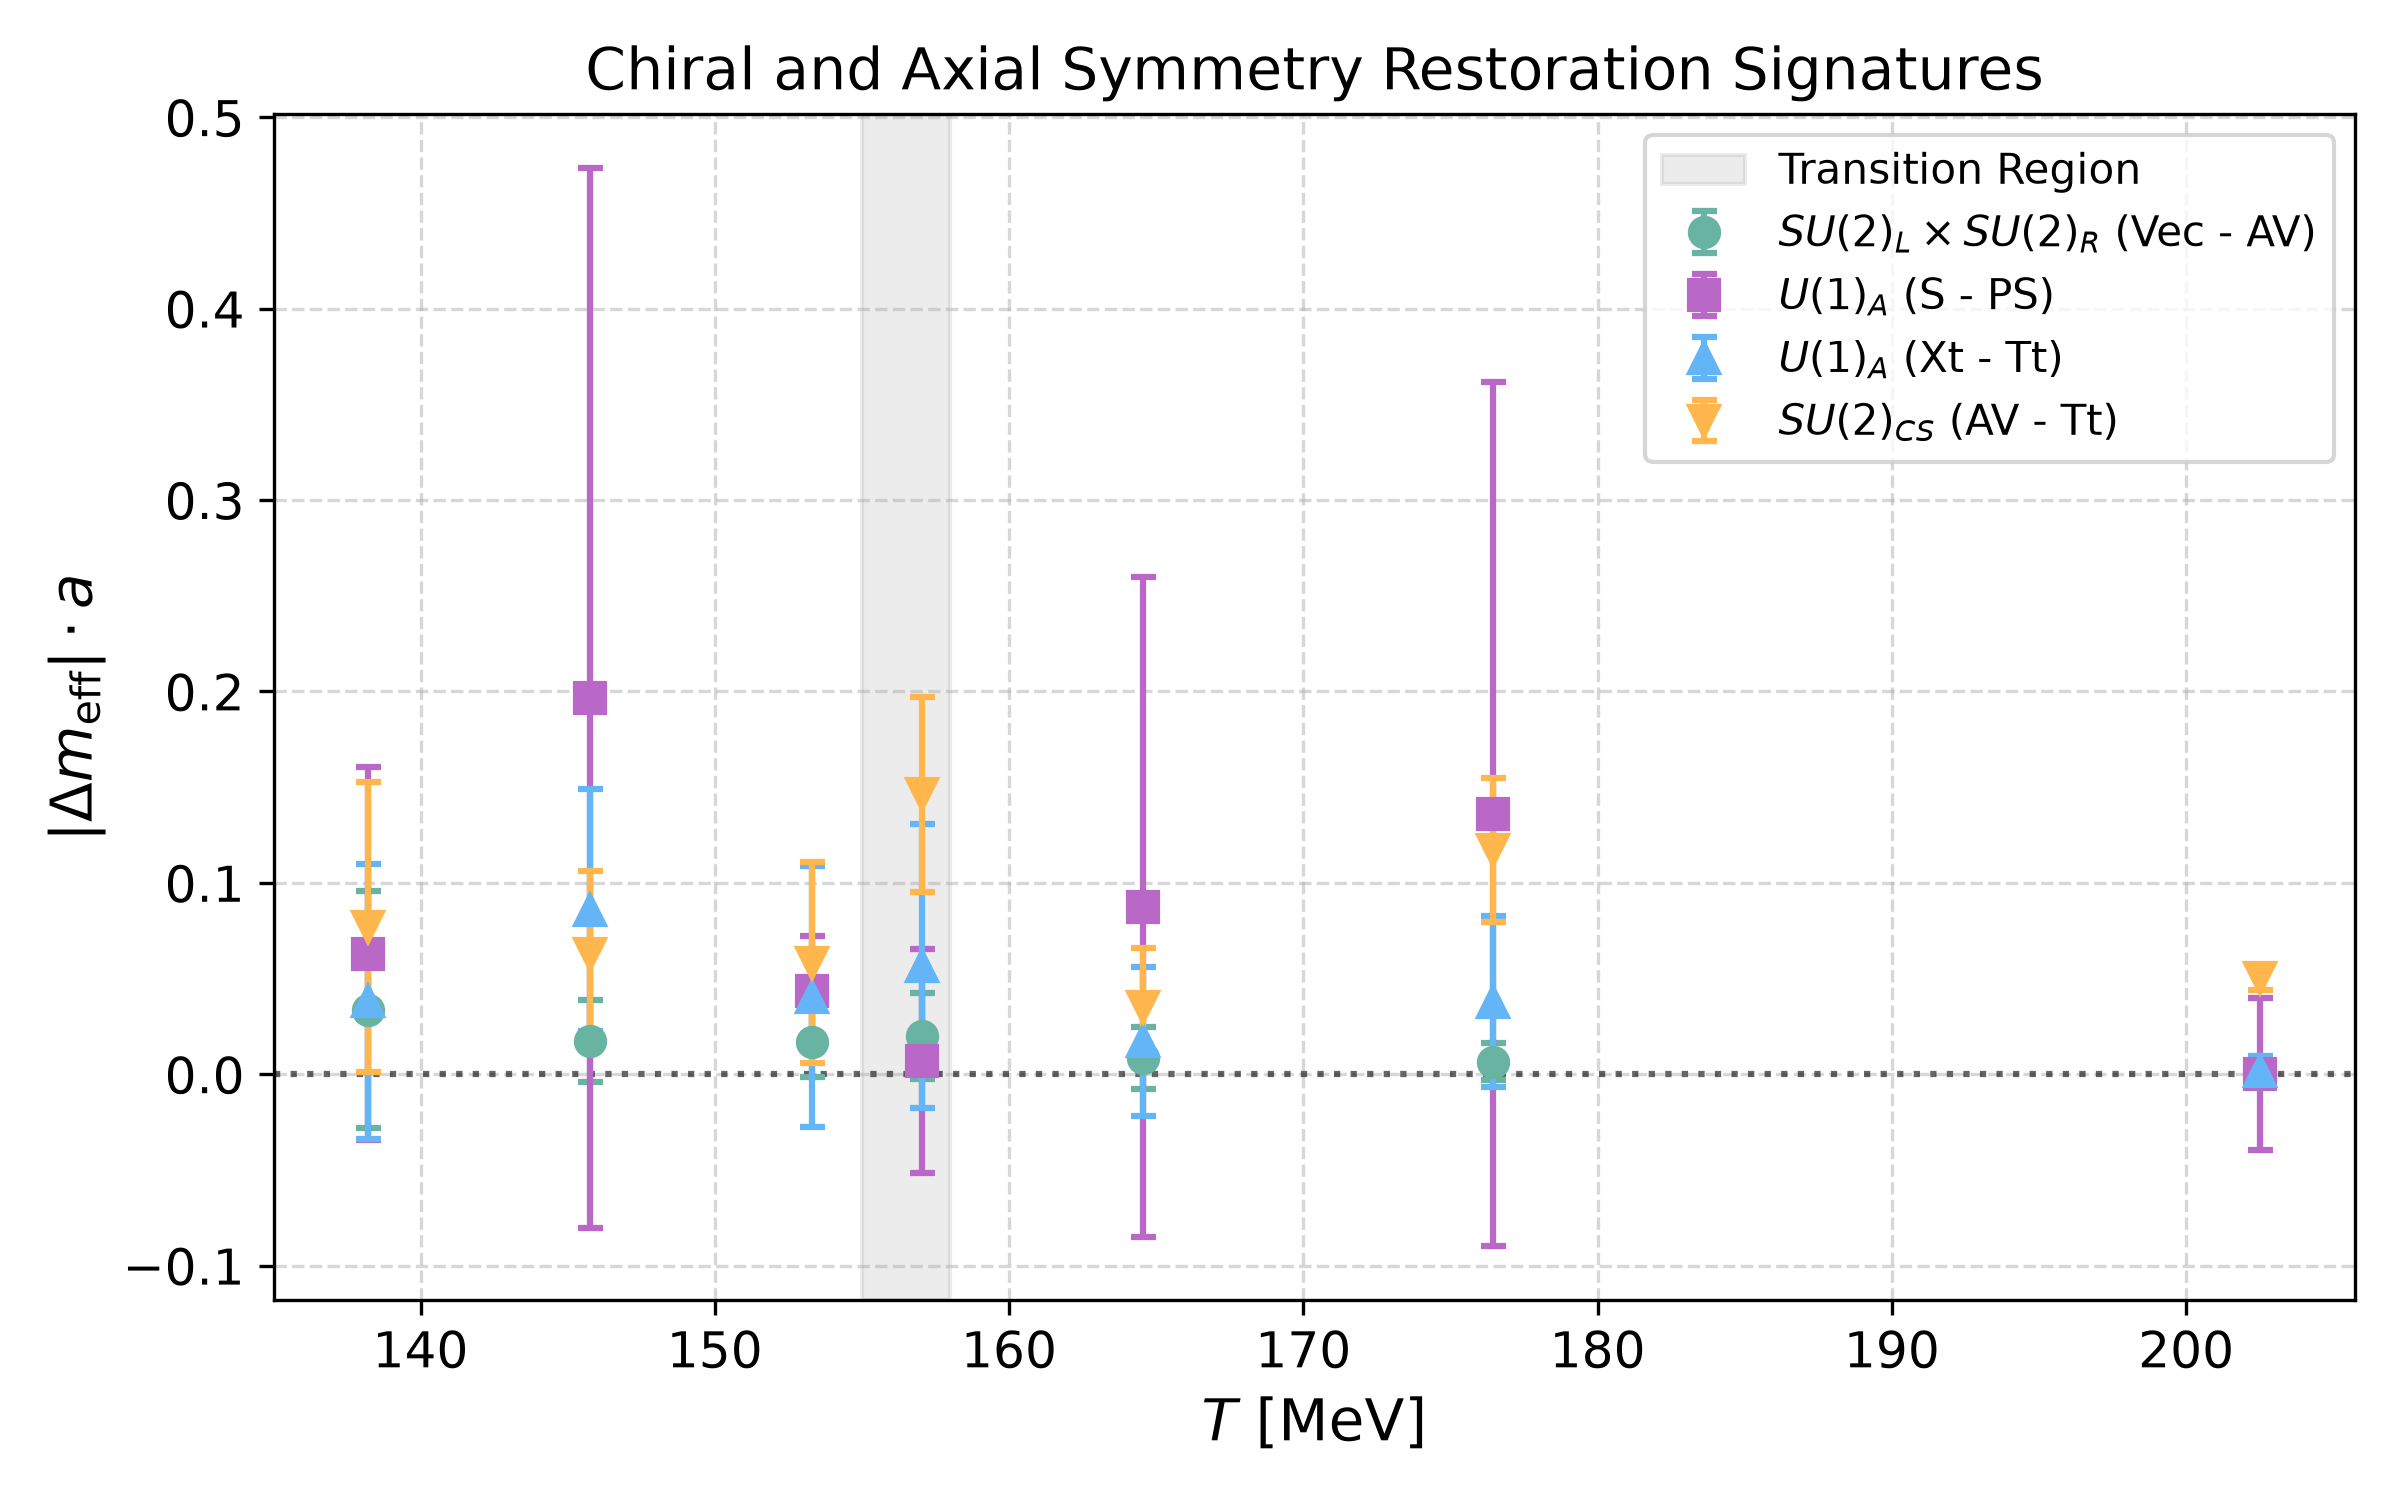 Chiral and Axial Symmetry Restoration Signatures
|Δm_eff| · a
0.5
0.4
0.3
0.2
0.1
0.0
−0.1
Transition Region
SU(2)_L × SU(2)_R (Vec - AV)
U(1)_A (S - PS)
U(1)_A (Xt - Tt)
SU(2)_CS (AV - Tt)
140 150 160 170 180 190 200
T [MeV]